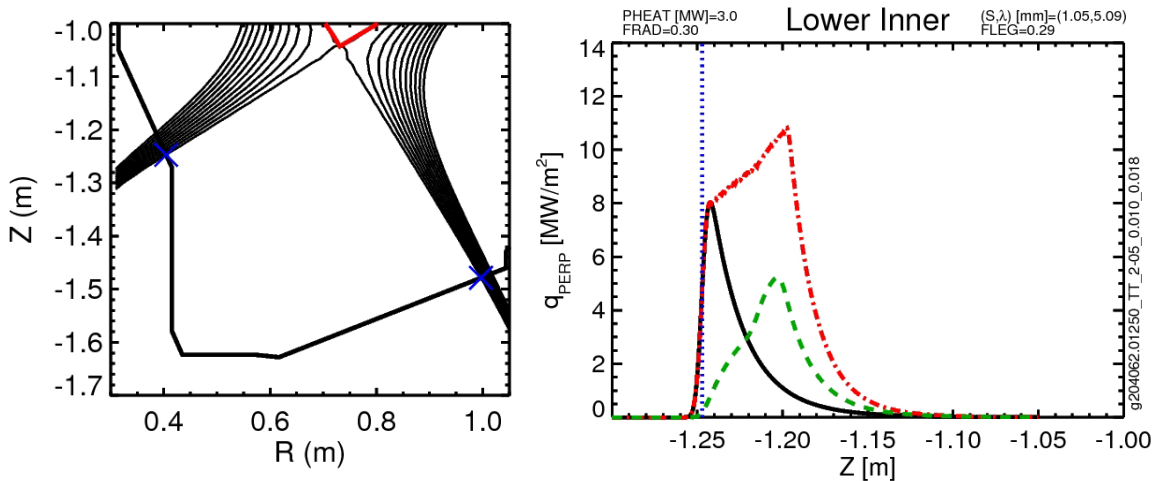 -1.0
-1.1
-1.2
-1.3
-1.4
-1.5
-1.6
-1.7
Z (m)
0.4 0.6 0.8 1.0
R (m)
PHEAT [MW]=3.0
FRAD=0.30
Lower Inner
(S,λ) [mm]=(1.05,5.09)
FLEG=0.29
14
12
10
8
6
4
2
0
qPERP [MW/m²]
-1.25 -1.20 -1.15 -1.10 -1.05 -1.00
Z [m]
g204062.01250_TT_2-05_0.010_0.018